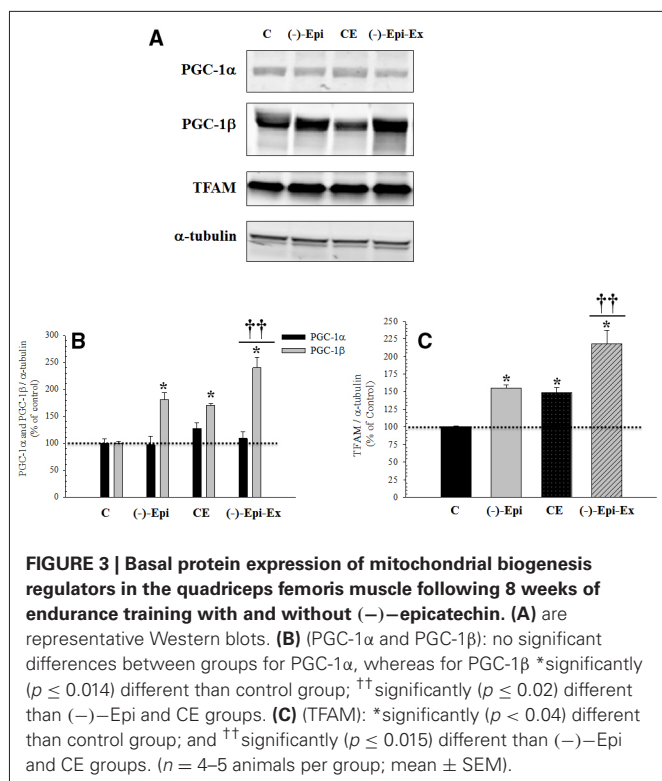 A
C (-)-Epi CE (-)-Epi-Ex
PGC-1α
PGC-1β
TFAM
α-tubulin
B
PGC-1α and PGC-1β / α-tubulin
(% of control)
300
250
200
150
100
50
0
PGC-1α
PGC-1β
*
*
*
††
C (-)-Epi CE (-)-Epi-Ex
C
TFAM / α-tubulin
(% of Control)
250
225
200
175
150
125
100
75
50
25
0
*
*
*
††
C (-)-Epi CE (-)-Epi-Ex
FIGURE 3 | Basal protein expression of mitochondrial biogenesis
regulators in the quadriceps femoris muscle following 8 weeks of
endurance training with and without (−)−epicatechin. (A) are
representative Western blots. (B) (PGC-1α and PGC-1β): no significant
differences between groups for PGC-1α, whereas for PGC-1β *significantly
(p ≤ 0.014) different than control group; ††significantly (p ≤ 0.02) different
than (−)−Epi and CE groups. (C) (TFAM): *significantly (p < 0.04) different
than control group; and ††significantly (p ≤ 0.015) different than (−)−Epi
and CE groups. (n = 4–5 animals per group; mean ± SEM).